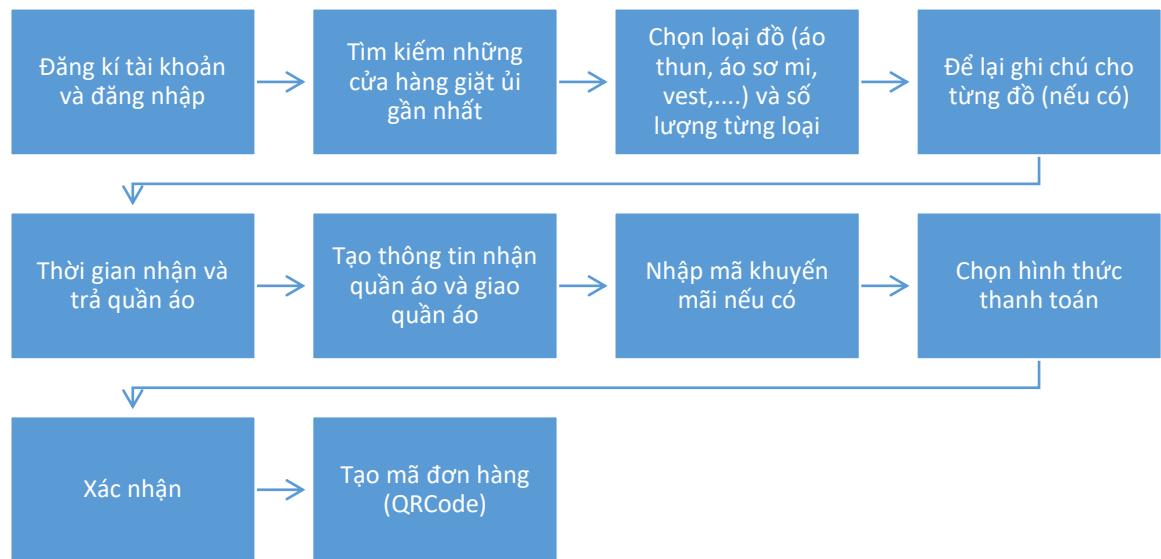 Đăng kí tài khoản
và đăng nhập
Tìm kiếm những
cửa hàng giặt ủi
gần nhất
Chọn loại đồ (áo
thun, áo sơ mi,
vest,....) và số
lượng từng loại
Để lại ghi chú cho
từng đồ (nếu có)
Thời gian nhận và
trả quần áo
Tạo thông tin nhận
quần áo và giao
quần áo
Nhập mã khuyến
mãi nếu có
Chọn hình thức
thanh toán
Xác nhận
Tạo mã đơn hàng
(QRCode)